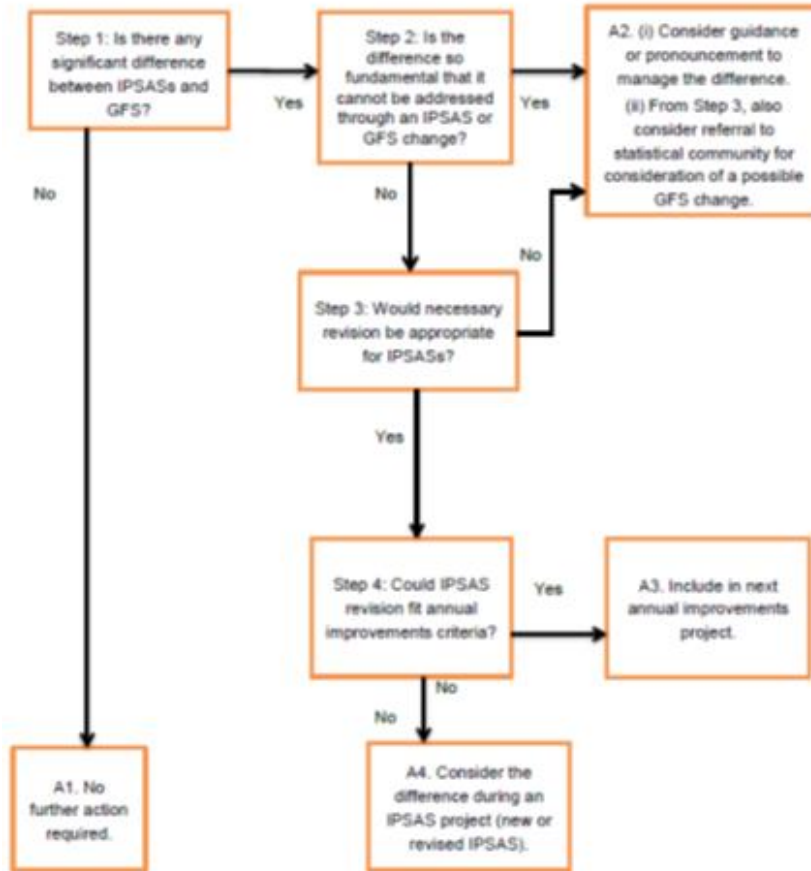 Step 1: Is there any
significant difference
between IPSASs and
GFS?
Yes
Step 2: Is the
difference so
fundamental that it
cannot be addressed
through an IPSAS or
GFS change?
Yes
A2. (i) Consider guidance
or pronouncement to
manage the difference.
(ii) From Step 3, also
consider referral to
statistical community for
consideration of a possible
GFS change.
No
No
No
Step 3: Would necessary
revision be appropriate
for IPSASs?
Yes
Step 4: Could IPSAS
revision fit annual
improvements criteria?
Yes
A3. Include in next
annual improvements
project.
No
No
A1. No
further action
required.
A4. Consider the
difference during an
IPSAS project (new or
revised IPSAS).